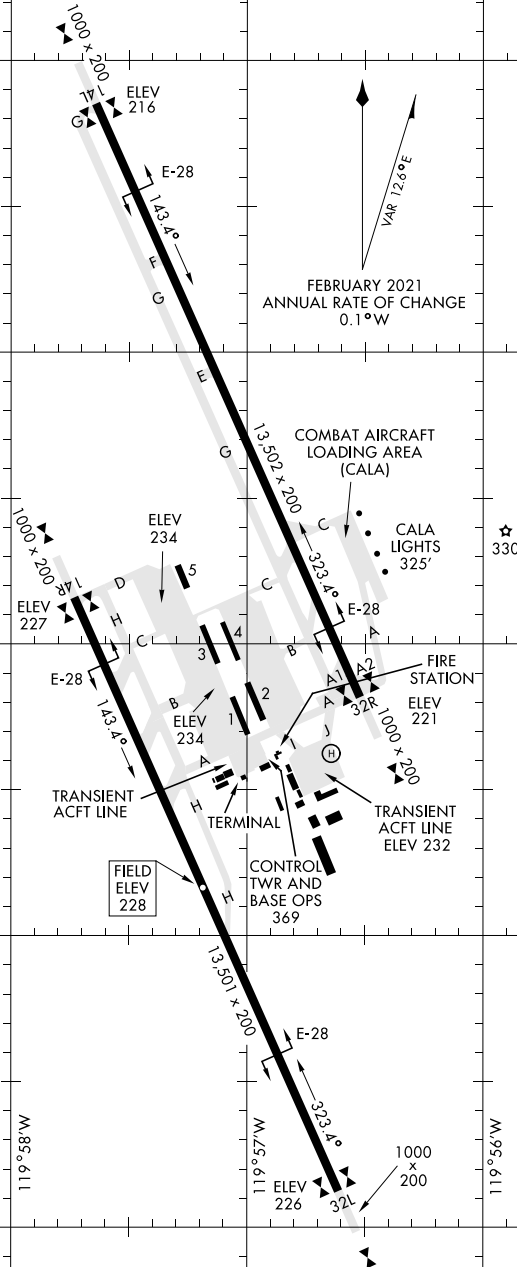 1000 x 200
14L
ELEV
216
G
E-28
143.4°
VAR 12.6°E
F
G
FEBRUARY 2021
ANNUAL RATE OF CHANGE
0.1°W
E
G
13,502 x 200
COMBAT AIRCRAFT
LOADING AREA
(CALA)
1000 x 200
ELEV
234
C
CALA
LIGHTS
325'
330
14R
ELEV
227
D
5
C
323.4°
H
E-28
A
C
3
4
B
E-28
A1
A2
FIRE
STATION
143.4°
B
ELEV
234
1
2
A
32R
ELEV
221
J
I
H
1000 x 200
A
TRANSIENT
ACFT LINE
H
TERMINAL
TRANSIENT
ACFT LINE
ELEV 232
FIELD
ELEV
228
CONTROL
TWR AND
BASE OPS
369
H
13,501 x 200
E-28
323.4°
119°58'W
119°57'W
119°56'W
1000
x
200
ELEV
226
32L